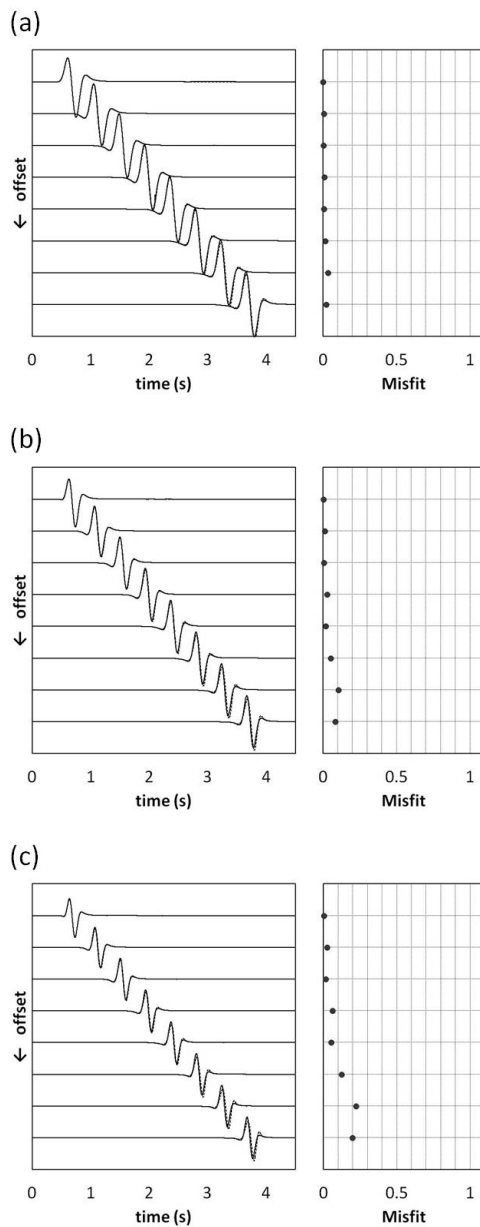 (a)
← offset
0 1 2 3 4
time (s)
0 0.5 1
Misfit
(b)
← offset
0 1 2 3 4
time (s)
0 0.5 1
Misfit
(c)
← offset
0 1 2 3 4
time (s)
0 0.5 1
Misfit